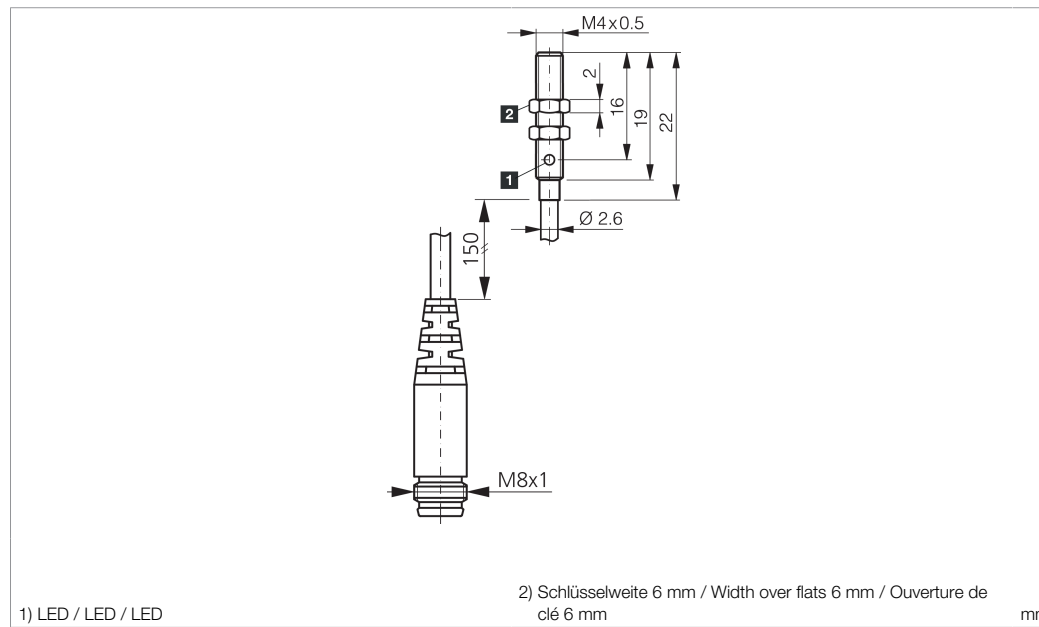 M4x0.5
2
16
19
22
2
1
Ø 2.6
150
M8x1
1) LED / LED / LED
2) Schlüsselweite 6 mm / Width over flats 6 mm / Ouverture de
clé 6 mm